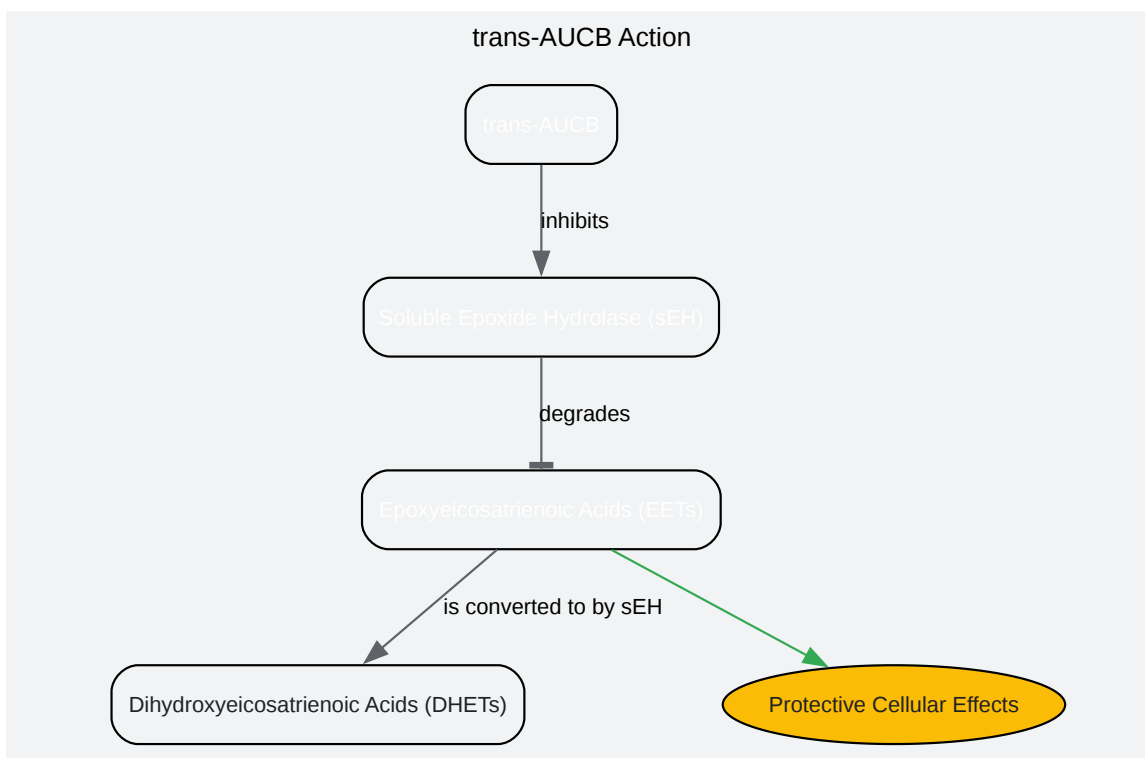 trans-AUCB Action
trans-AUCB
inhibits
Soluble Epoxide Hydrolase (sEH)
degrades
Epoxyeicosatrienoic Acids (EETs)
is converted to by sEH
Dihydroxyeicosatrienoic Acids (DHETs)
Protective Cellular Effects